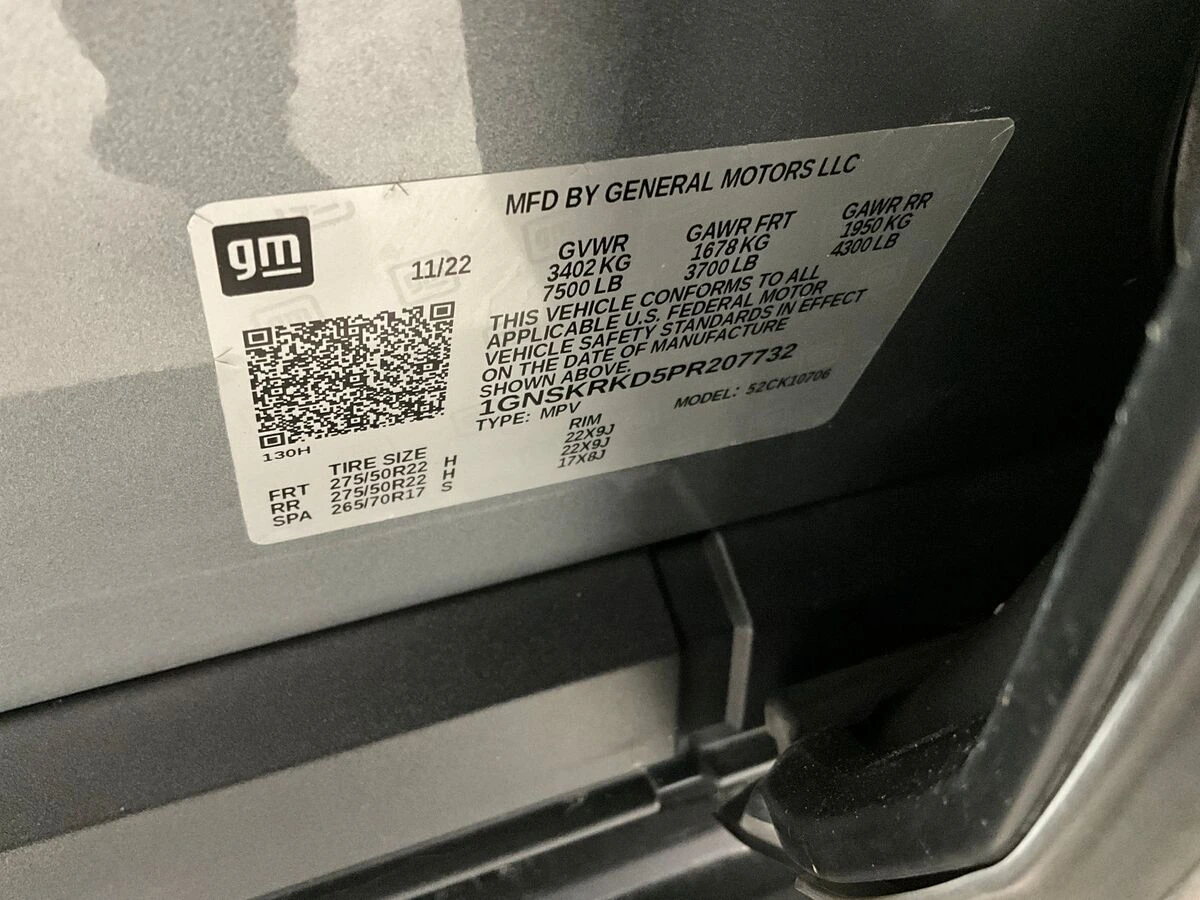 MFD BY GENERAL MOTORS LLC
gm
11/22
GVWR GAWR FRT GAWR RR
3402 KG 1678 KG 1950 KG
7500 LB 3700 LB 4300 LB
THIS VEHICLE CONFORMS TO ALL
APPLICABLE U.S. FEDERAL MOTOR
VEHICLE SAFETY STANDARDS IN EFFECT
ON THE DATE OF MANUFACTURE
SHOWN ABOVE.
1GNSKRKD5PR207732
TYPE: MPV MODEL: 52CK10706
130H
TIRE SIZE RIM
FRT 275/50R22 H 22X9J
RR 275/50R22 H 22X9J
SPA 265/70R17 S 17X8J